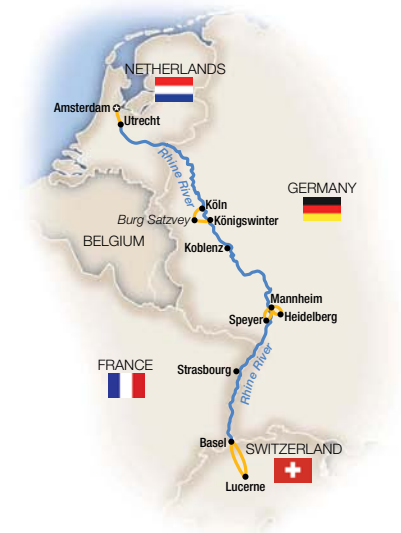 NETHERLANDS
Amsterdam
Utrecht
Rhine River
Köln
GERMANY
Burg Satzvey
Königswinter
BELGIUM
Koblenz
Mannheim
Speyer
Heidelberg
FRANCE
Strasbourg
Rhine River
Basel
SWITZERLAND
Lucerne